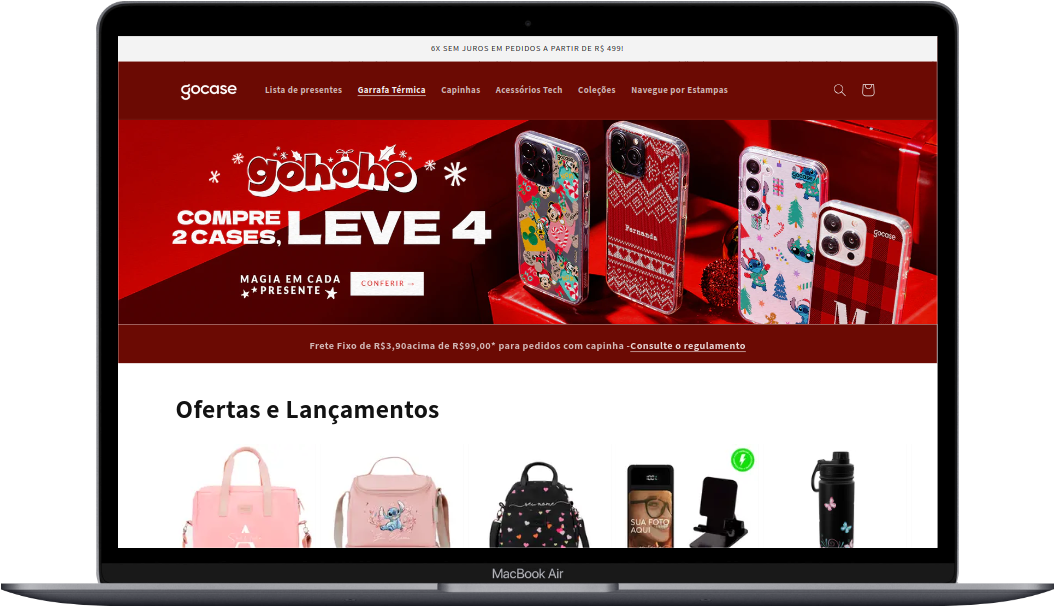 6X SEM JUROS EM PEDIDOS A PARTIR DE R$ 499!
gocase
Lista de presentes
Garrafa Térmica
Capinhas
Acessórios Tech
Coleções
Navegue por Estampas
gohoho
COMPRE
2 CASES,
LEVE 4
MAGIA EM CADA
PRESENTE
CONFERIR →
Fernanda
gocase
M
Frete Fixo de R$3,90acima de R$99,00* para pedidos com capinha -Consulte o regulamento
Ofertas e Lançamentos
SUA FOTO
AQUI
MacBook Air